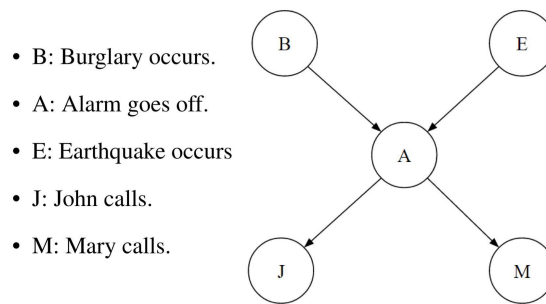 • B: Burglary occurs.
• A: Alarm goes off.
• E: Earthquake occurs
• J: John calls.
• M: Mary calls.
B
E
A
J
M